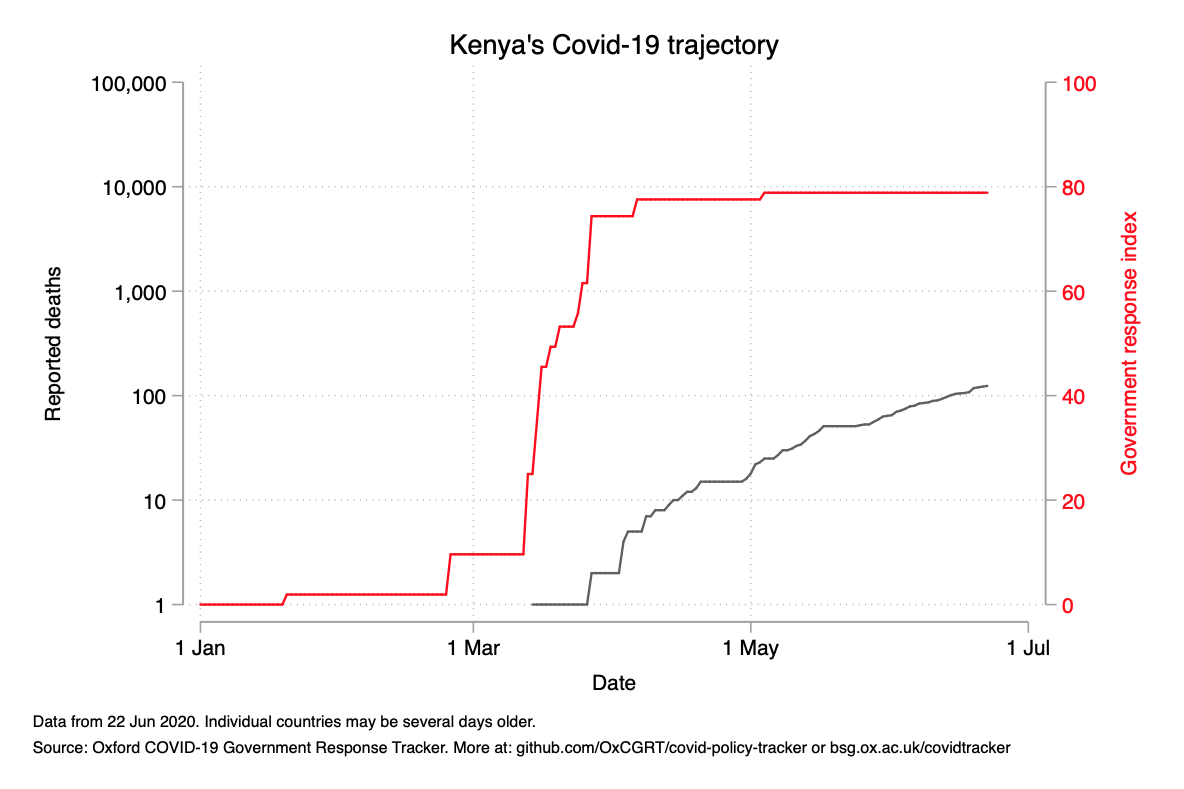 Kenya's Covid-19 trajectory
100,000
10,000
1,000
100
10
1
Reported deaths
100
80
60
40
20
0
Government response index
1 Jan
1 Mar
1 May
1 Jul
Date
Data from 22 Jun 2020. Individual countries may be several days older.
Source: Oxford COVID-19 Government Response Tracker. More at: github.com/OxCGRT/covid-policy-tracker or bsg.ox.ac.uk/covidtracker